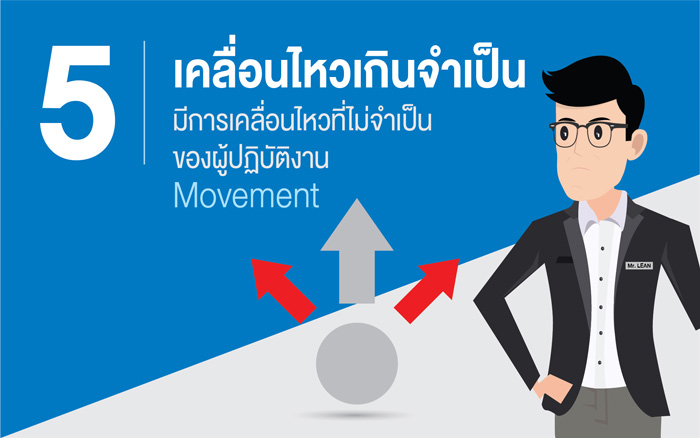 5
เคลื่อนไหวเกินจำเป็น
มีการเคลื่อนไหวที่ไม่จำเป็น
ของผู้ปฏิบัติงาน
Movement
Mr. LEAN